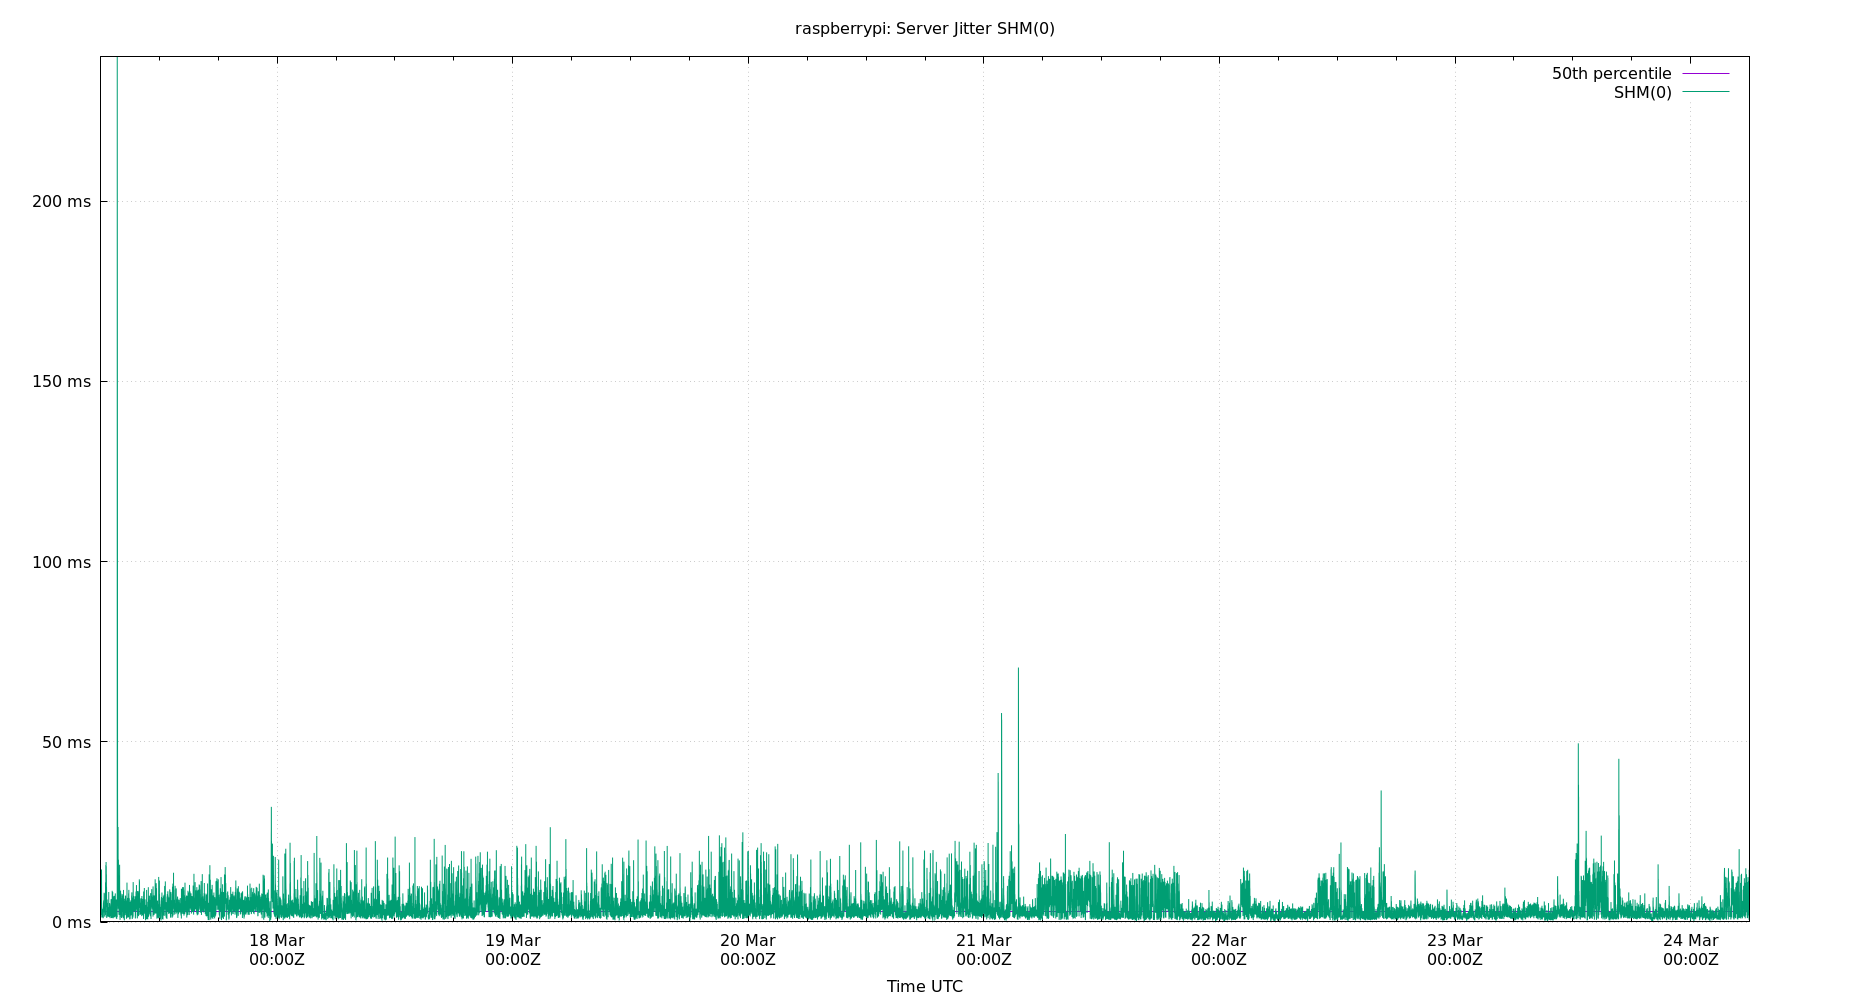 raspberrypi: Server Jitter SHM(0)
50th percentile
SHM(0)
200 ms
150 ms
100 ms
50 ms
0 ms
18 Mar 19 Mar 20 Mar 21 Mar 22 Mar 23 Mar 24 Mar
00:00Z 00:00Z 00:00Z 00:00Z 00:00Z 00:00Z 00:00Z
Time UTC